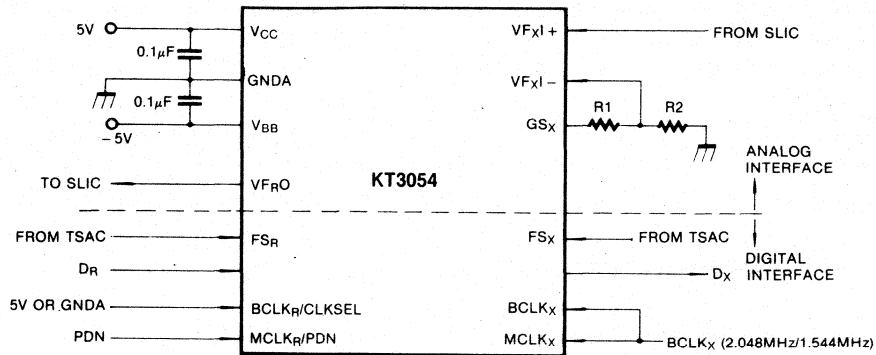 5V
VCC
0.1µF
GNDA
0.1µF
VBB
- 5V
TO SLIC
VFRO
KT3054
VFXI+
FROM SLIC
VFXI-
R1
R2
GSX
ANALOG
INTERFACE
FROM TSAC
FSR
DR
5V OR GNDA
BCLKR/CLKSEL
PDN
MCLKR/PDN
FSX
FROM TSAC
DX
DIGITAL
INTERFACE
BCLKX
MCLKX
BCLKX (2.048MHz/1.544MHz)